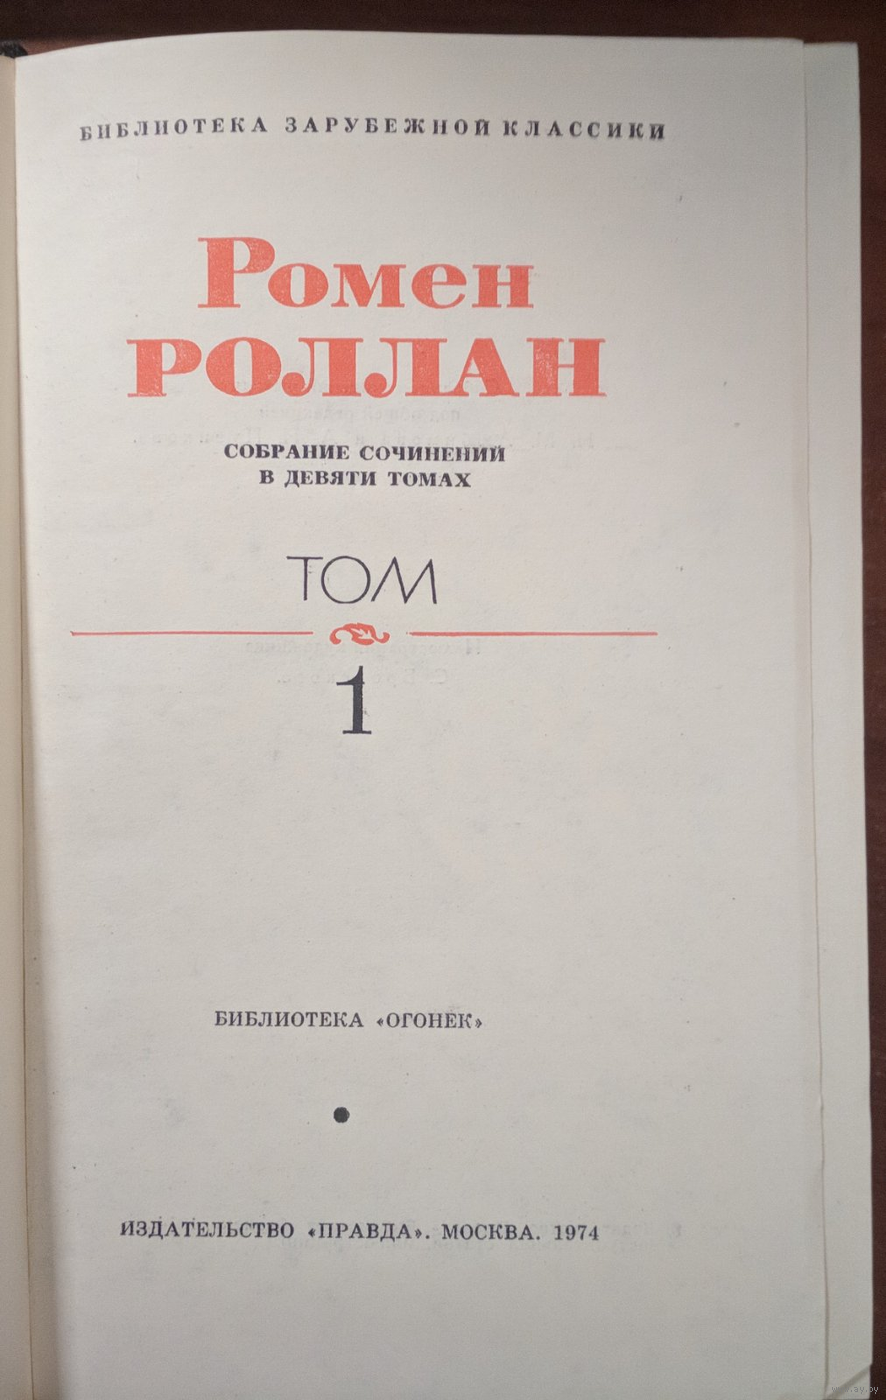 БИБЛИОТЕКА ЗАРУБЕЖНОЙ КЛАССИКИ
Ромен
РОЛЛАН
СОБРАНИЕ СОЧИНЕНИЙ
В ДЕВЯТИ ТОМАХ
ТОМ
1
БИБЛИОТЕКА «ОГОНЕК»
ИЗДАТЕЛЬСТВО «ПРАВДА». МОСКВА. 1974